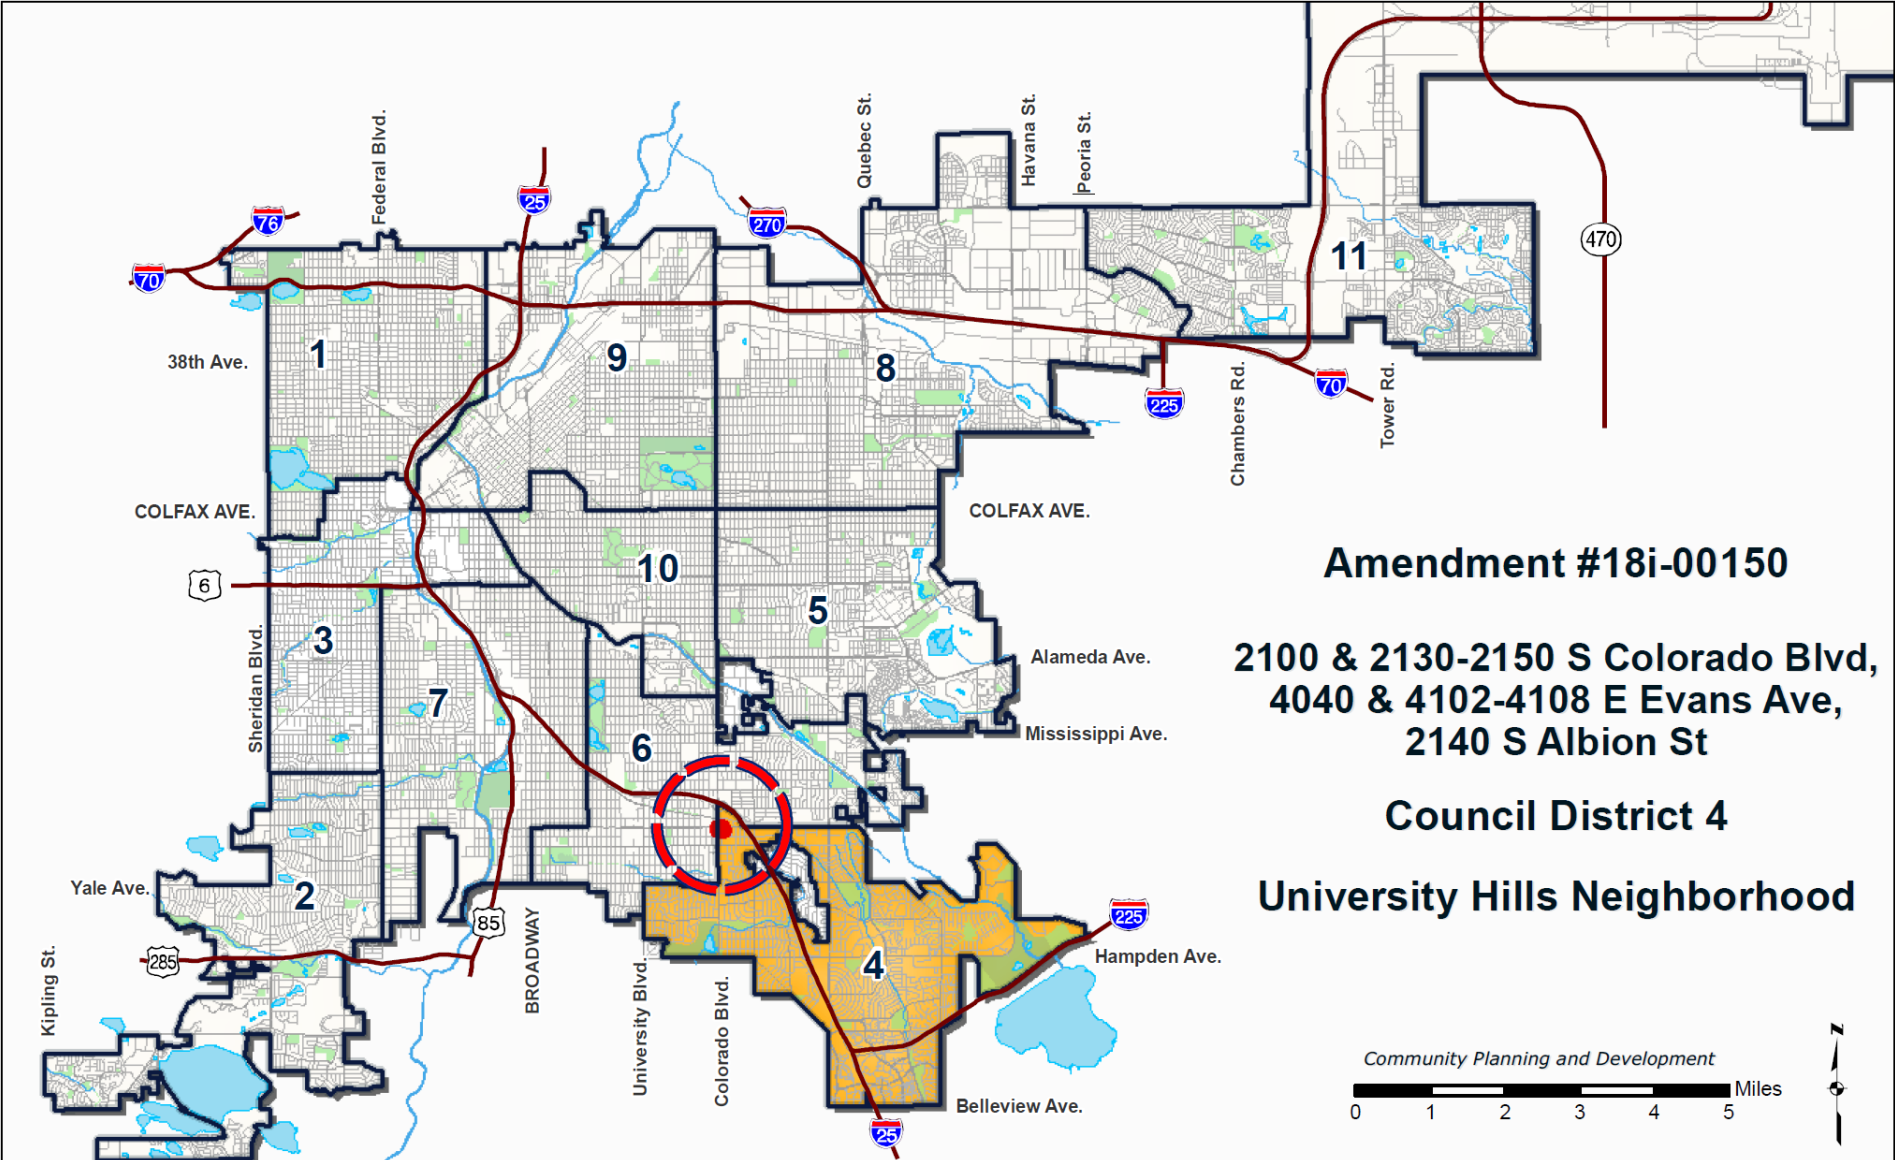 Federal Blvd.
Quebec St.
Havana St.
Peoria St.
25
76
270
70
470
11
1
9
8
38th Ave.
225
70
Chambers Rd.
Tower Rd.
COLFAX AVE.
COLFAX AVE.
10
6
5
3
Sheridan Blvd.
Alameda Ave.
7
6
Mississippi Ave.
Amendment #18i-00150
2100 & 2130-2150 S Colorado Blvd,
4040 & 4102-4108 E Evans Ave,
2140 S Albion St
Council District 4
University Hills Neighborhood
Yale Ave.
2
85
225
285
4
Hampden Ave.
Kipling St.
BROADWAY
University Blvd.
Colorado Blvd.
Belleview Ave.
25
Community Planning and Development
Miles
0 1 2 3 4 5
N